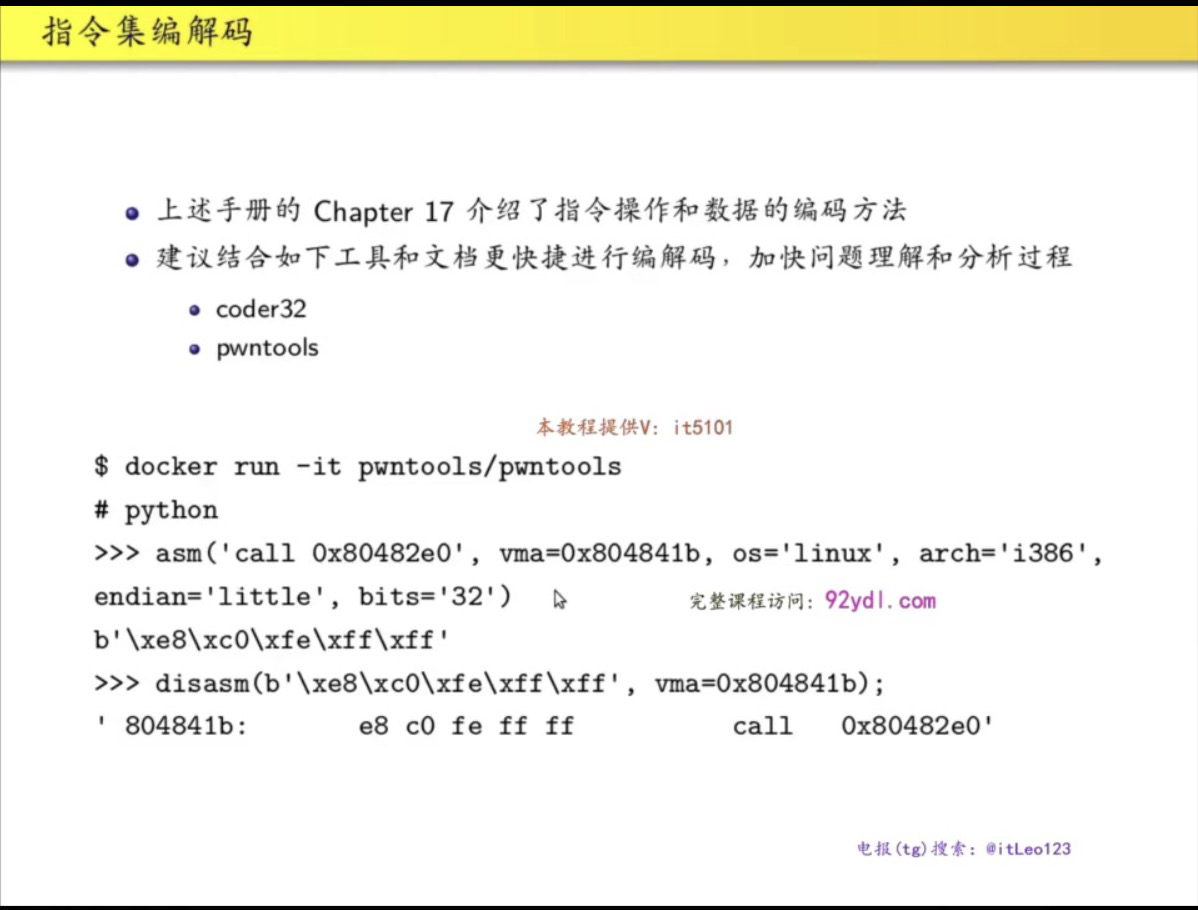 指令集编解码
上述手册的 Chapter 17 介绍了指令操作和数据的编码方法
建议结合如下工具和文档更快捷进行编解码，加快问题理解和分析过程
coder32
pwntools
本教程提供V: it5101
$ docker run -it pwntools/pwntools
# python
>>> asm('call 0x80482e0', vma=0x804841b, os='linux', arch='i386',
endian='little', bits='32')
完整课程访问: 92ydl.com
b'\xe8\xc0\xfe\xff\xff'
>>> disasm(b'\xe8\xc0\xfe\xff\xff', vma=0x804841b);
' 804841b: e8 c0 fe ff ff call 0x80482e0'
电报(tg)搜索: @itLeo123